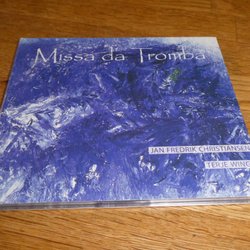 Missa da Tromba
JAN FREDRIK CHRISTIANSEN
TERJE WINGE